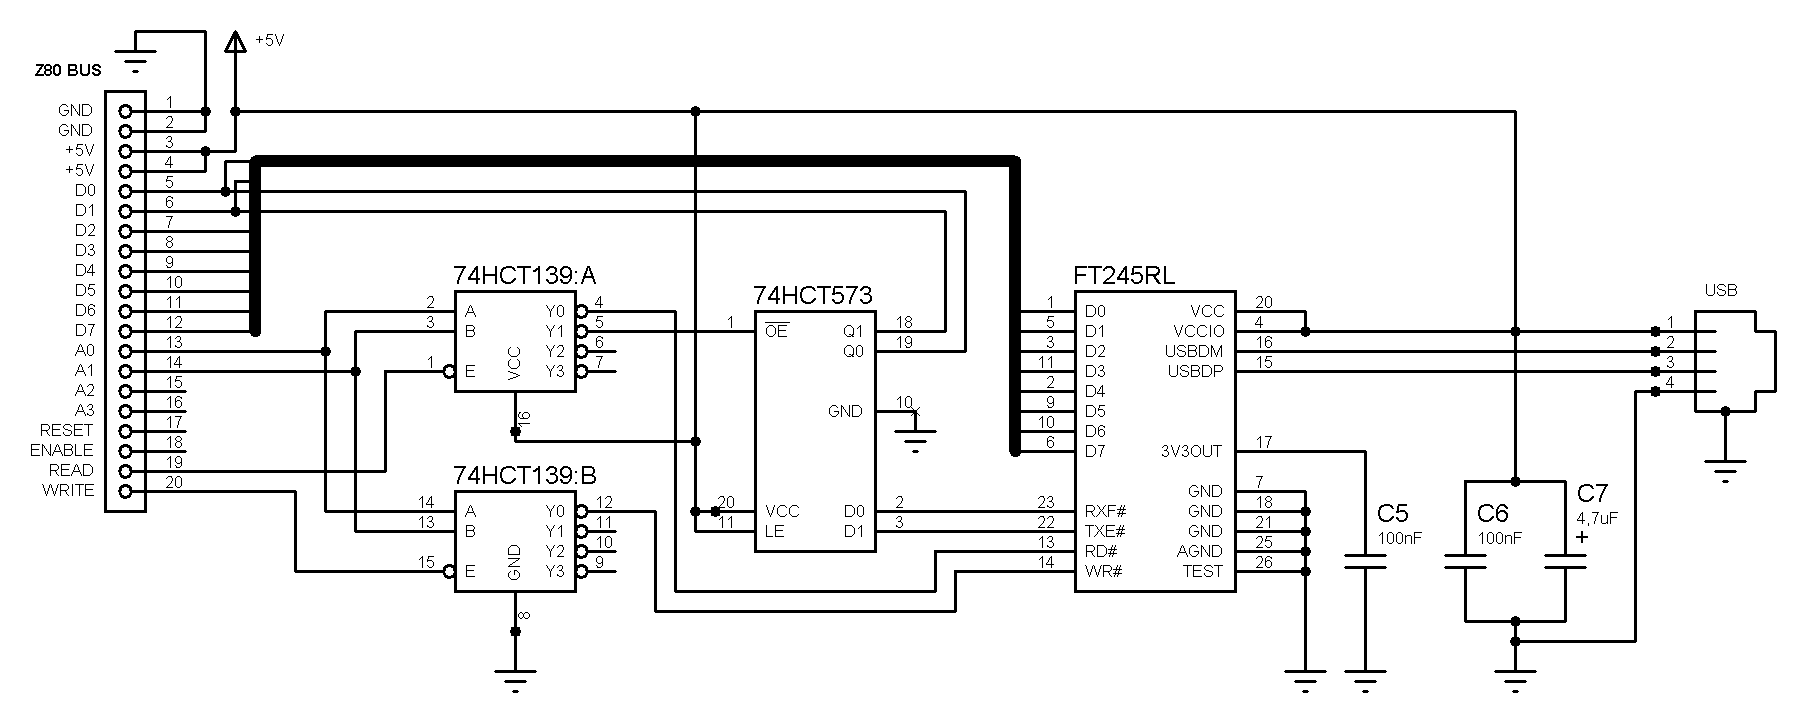 +5V
Z80 BUS
GND 1
GND 2
+5V 3
+5V 4
D0 5
D1 6
D2 7
D3 8
D4 9
D5 10
D6 11
D7 12
A0 13
A1 14
A2 15
A3 16
RESET 17
ENABLE 18
READ 19
WRITE 20
74HCT139:A
2 A Y0 4
3 B Y1 5
Y2 6
1 E Y3 7
VCC
16
74HCT139:B
14 A Y0 12
13 B Y1 11
Y2 10
15 E Y3 9
GND
8
74HCT573
1 OE Q1 18
Q0 19
GND 10
20 VCC D0 2
11 LE D1 3
FT245RL
1 D0 VCC 20
5 D1 VCCIO 4
3 D2 USBDM 16
11 D3 USBDP 15
2 D4
9 D5
10 D6
6 D7 3V3OUT 17
GND 7
23 RXF# GND 18
22 TXE# GND 21
13 RD# AGND 25
14 WR# TEST 26
C5
100nF
C6
100nF
C7
4,7uF
+
USB
1
2
3
4